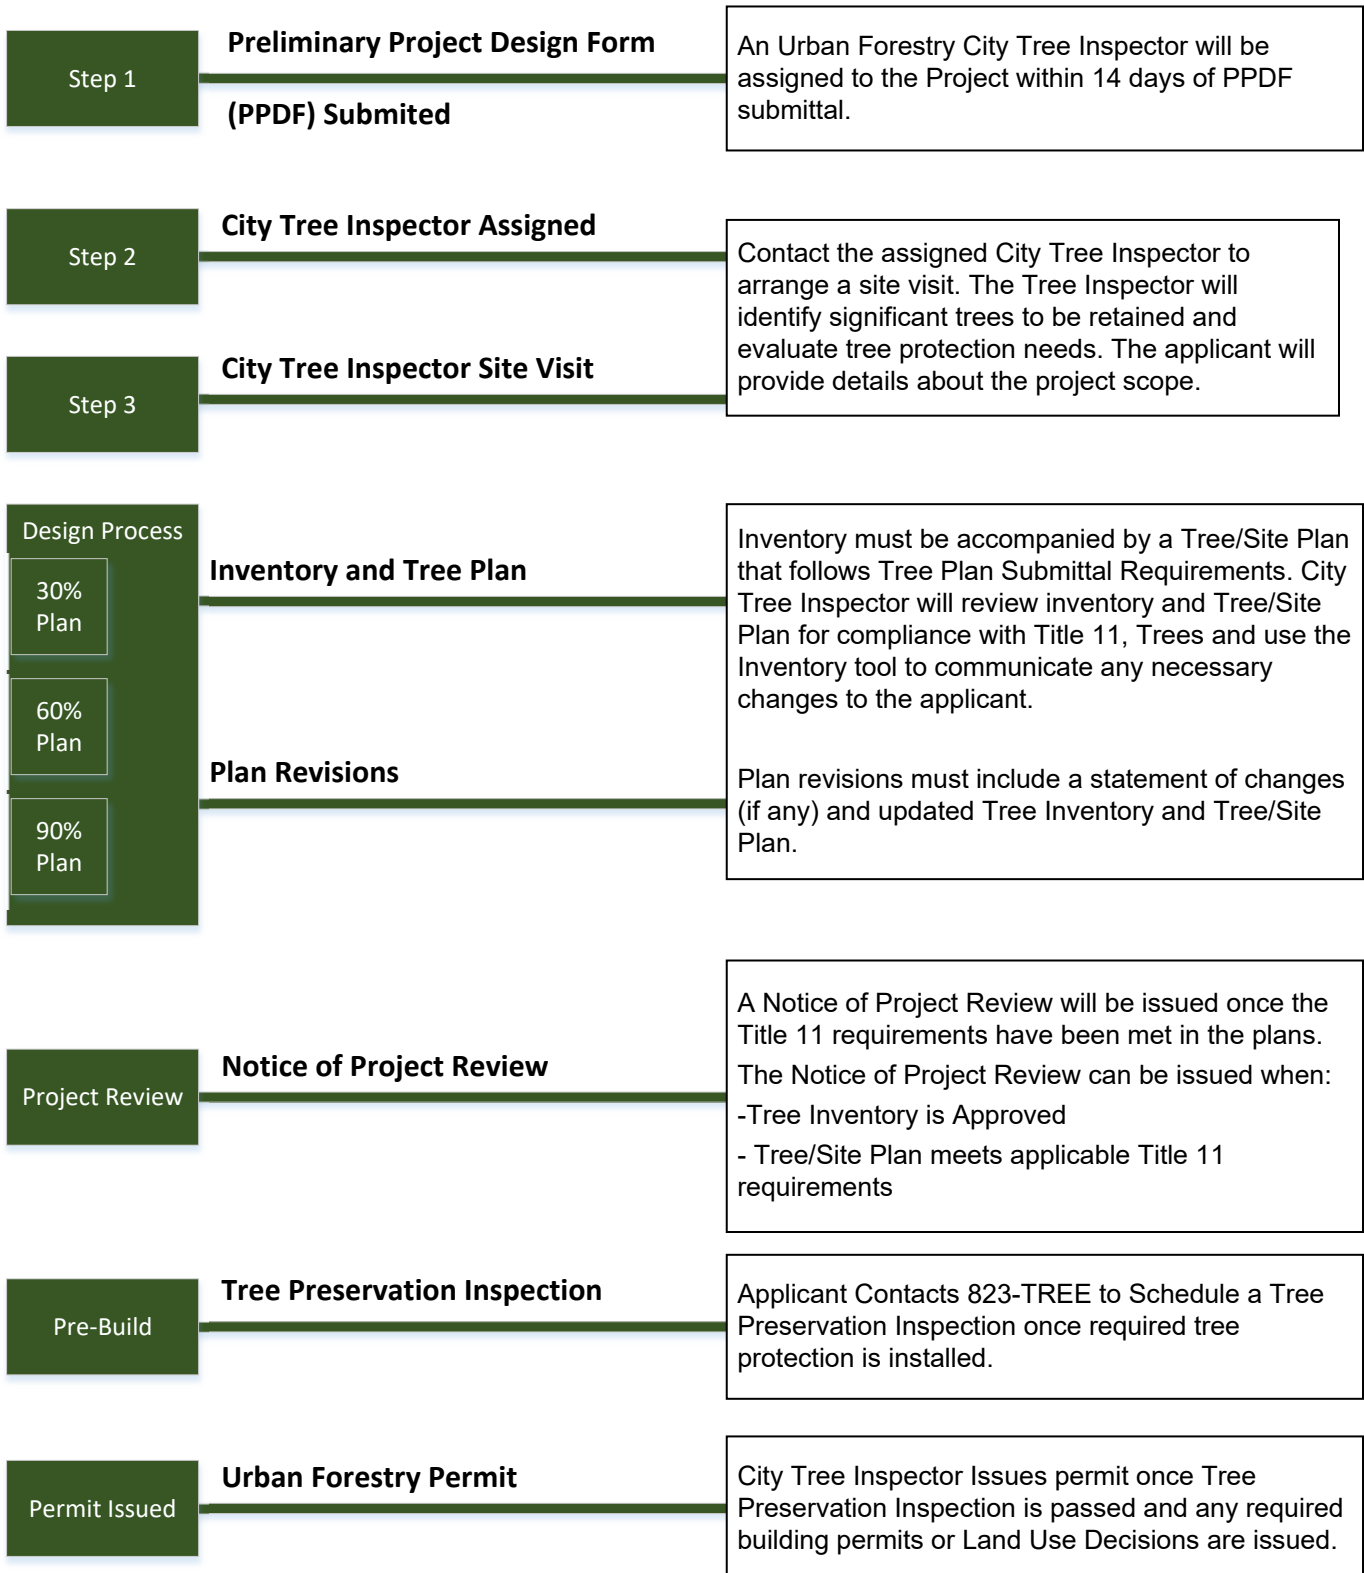 Step 1
Preliminary Project Design Form
(PPDF) Submited
An Urban Forestry City Tree Inspector will be
assigned to the Project within 14 days of PPDF
submittal.
Step 2
City Tree Inspector Assigned
Step 3
City Tree Inspector Site Visit
Contact the assigned City Tree Inspector to
arrange a site visit. The Tree Inspector will
identify significant trees to be retained and
evaluate tree protection needs. The applicant will
provide details about the project scope.
Design Process
30%
Plan
60%
Plan
90%
Plan
Inventory and Tree Plan
Plan Revisions
Inventory must be accompanied by a Tree/Site Plan
that follows Tree Plan Submittal Requirements. City
Tree Inspector will review inventory and Tree/Site
Plan for compliance with Title 11, Trees and use the
Inventory tool to communicate any necessary
changes to the applicant.
Plan revisions must include a statement of changes
(if any) and updated Tree Inventory and Tree/Site
Plan.
Project Review
Notice of Project Review
A Notice of Project Review will be issued once the
Title 11 requirements have been met in the plans.
The Notice of Project Review can be issued when:
-Tree Inventory is Approved
- Tree/Site Plan meets applicable Title 11
requirements
Pre-Build
Tree Preservation Inspection
Applicant Contacts 823-TREE to Schedule a Tree
Preservation Inspection once required tree
protection is installed.
Permit Issued
Urban Forestry Permit
City Tree Inspector Issues permit once Tree
Preservation Inspection is passed and any required
building permits or Land Use Decisions are issued.